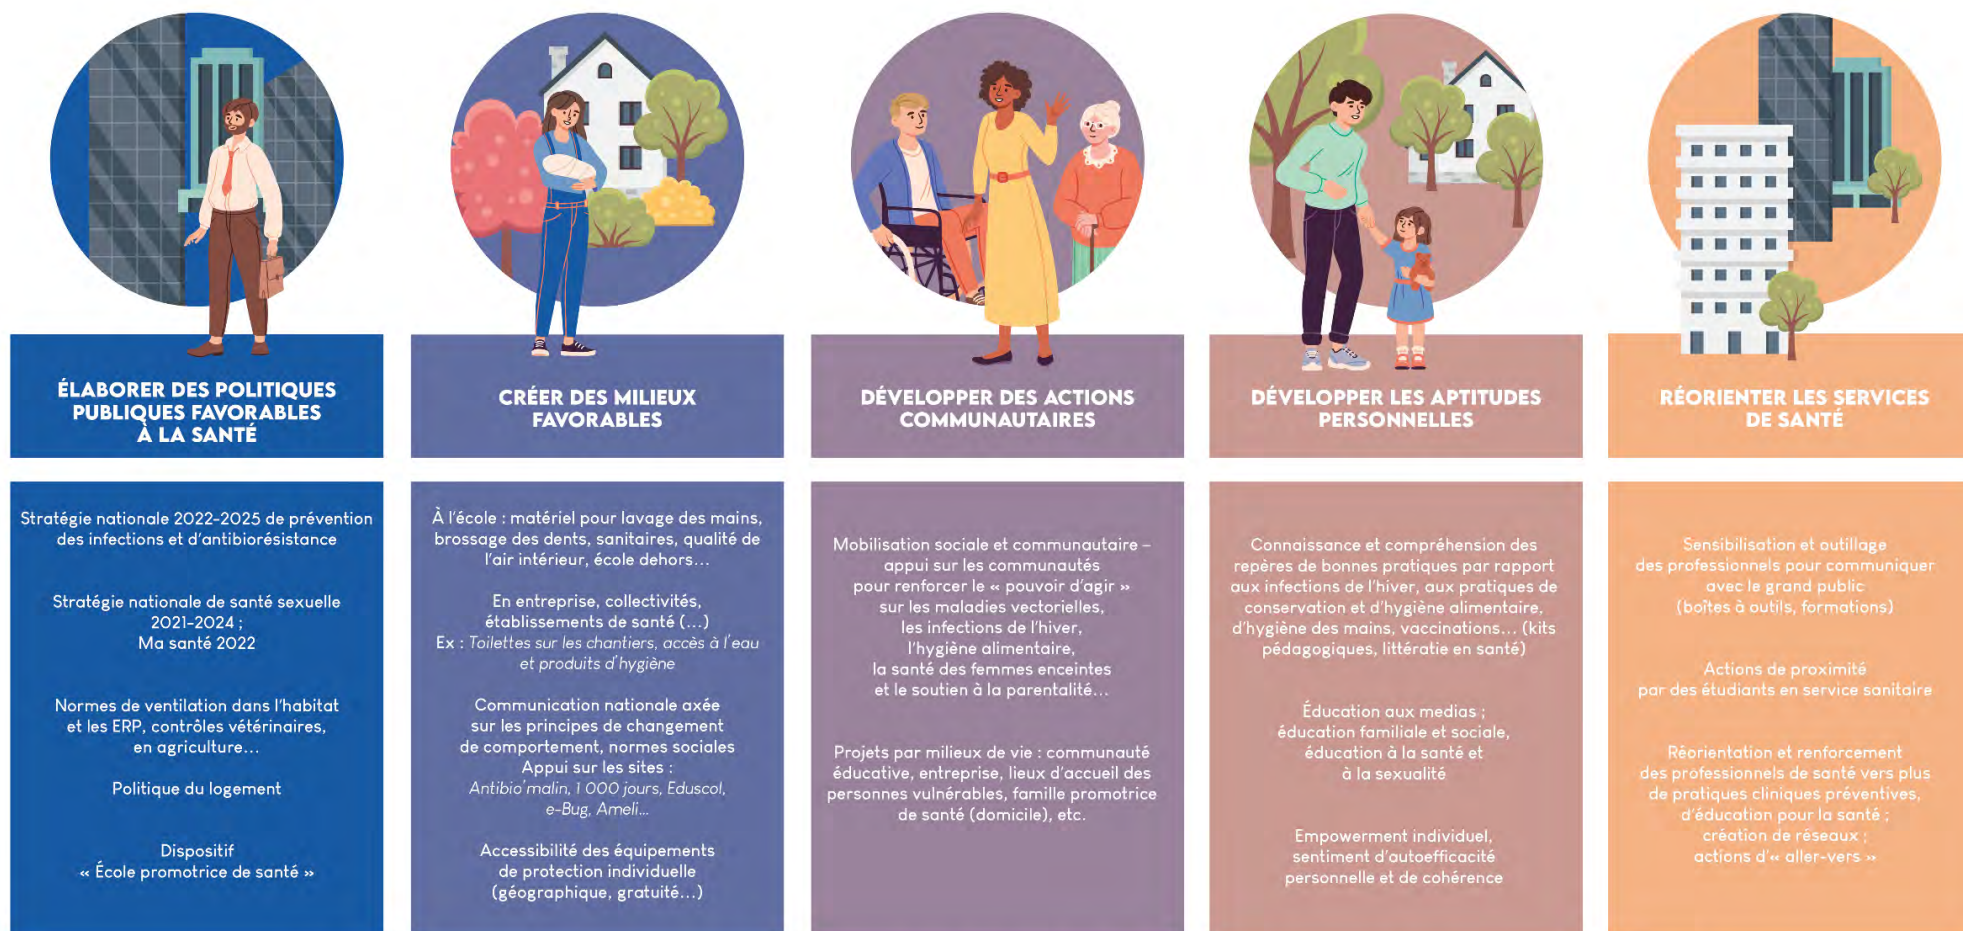 ÉLABORER DES POLITIQUES
PUBLIQUES FAVORABLES
À LA SANTÉ
Stratégie nationale 2022-2025 de prévention
des infections et d'antibiorésistance
Stratégie nationale de santé sexuelle
2021-2024 ;
Ma santé 2022
Normes de ventilation dans l'habitat
et les ERP, contrôles vétérinaires,
en agriculture...
Politique du logement
Dispositif
« École promotrice de santé »
CRÉER DES MILIEUX
FAVORABLES
À l'école : matériel pour lavage des mains,
brossage des dents, sanitaires, qualité de
l'air intérieur, école dehors...
En entreprise, collectivités,
établissements de santé (...)
Ex : Toilettes sur les chantiers, accès à l'eau
et produits d'hygiène
Communication nationale axée
sur les principes de changement
de comportement, normes sociales
Appui sur les sites :
Antibio'malin, 1 000 jours, Eduscol,
e-Bug, Ameli...
Accessibilité des équipements
de protection individuelle
(géographique, gratuité...)
DÉVELOPPER DES ACTIONS
COMMUNAUTAIRES
Mobilisation sociale et communautaire –
appui sur les communautés
pour renforcer le « pouvoir d'agir »
sur les maladies vectorielles,
les infections de l'hiver,
l'hygiène alimentaire,
la santé des femmes enceintes
et le soutien à la parentalité...
Projets par milieux de vie : communauté
éducative, entreprise, lieux d'accueil des
personnes vulnérables, famille promotrice
de santé (domicile), etc.
DÉVELOPPER LES APTITUDES
PERSONNELLES
Connaissance et compréhension des
repères de bonnes pratiques par rapport
aux infections de l'hiver, aux pratiques de
conservation et d'hygiène alimentaire,
d'hygiène des mains, vaccinations... (kits
pédagogiques, littératie en santé)
Éducation aux medias ;
éducation familiale et sociale,
éducation à la santé et
à la sexualité
Empowerment individuel,
sentiment d'autoefficacité
personnelle et de cohérence
RÉORIENTER LES SERVICES
DE SANTÉ
Sensibilisation et outillage
des professionnels pour communiquer
avec le grand public
(boîtes à outils, formations)
Actions de proximité
par des étudiants en service sanitaire
Réorientation et renforcement
des professionnels de santé vers plus
de pratiques cliniques préventives,
d'éducation pour la santé ;
création de réseaux ;
actions d'« aller-vers »